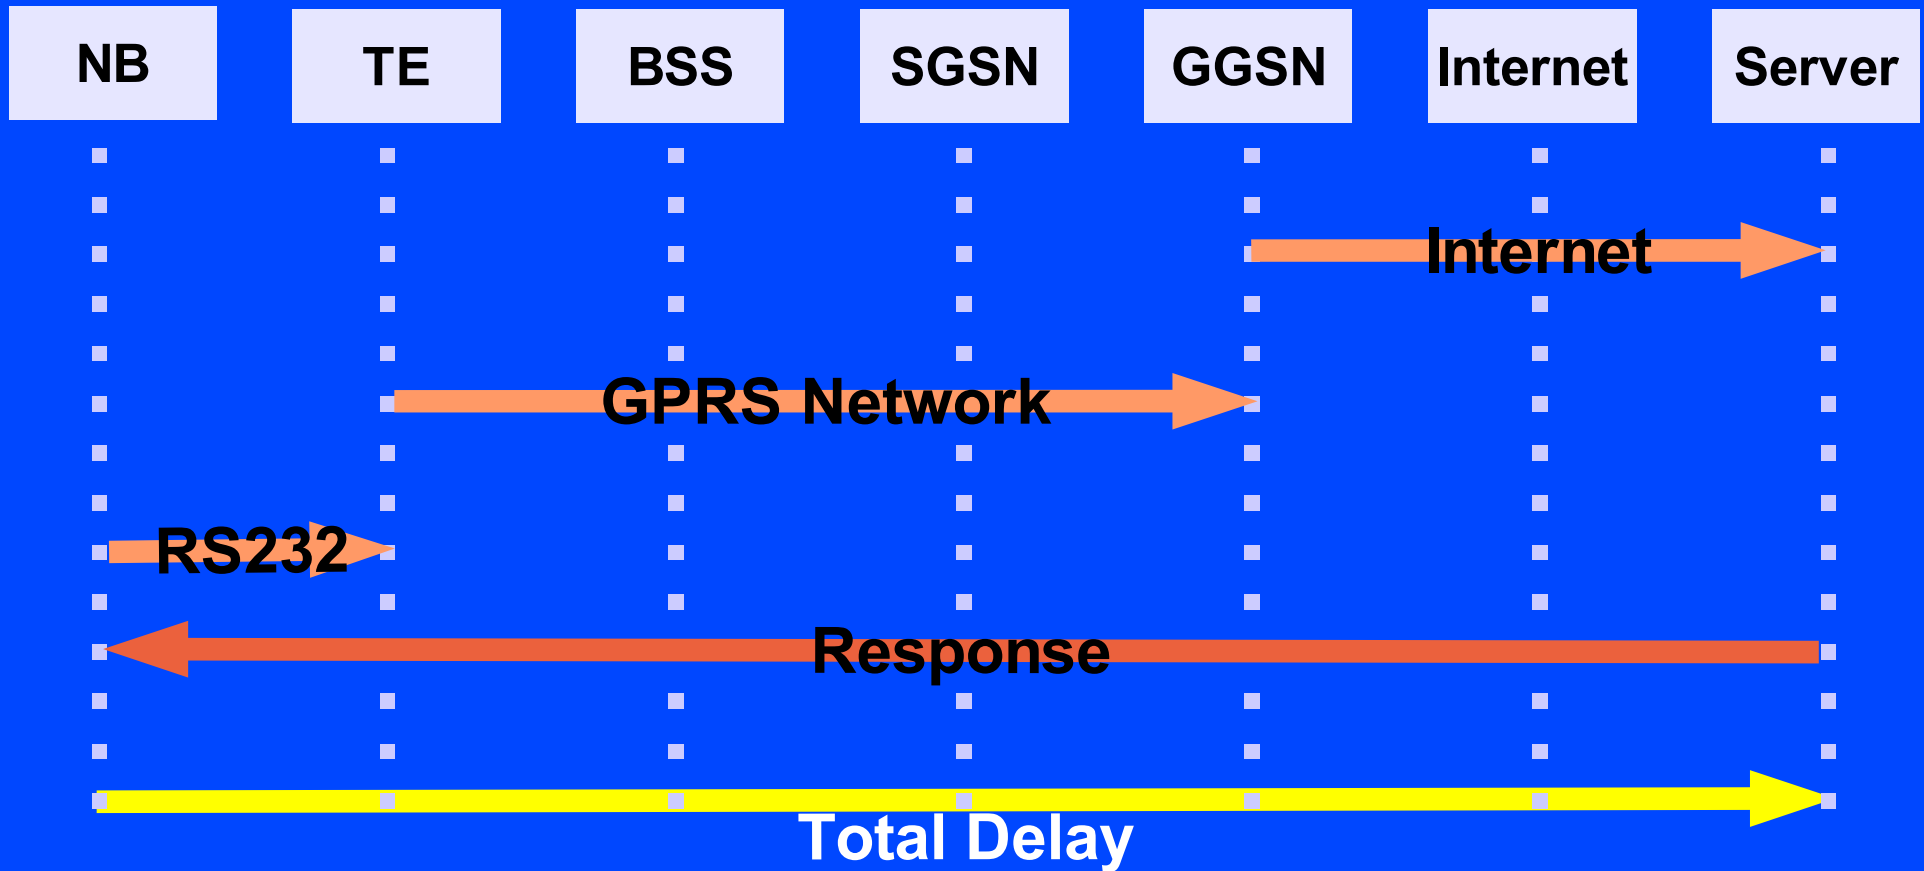 NB
TE
BSS
SGSN
GGSN
Internet
Server
Internet
GPRS Network
RS232
Response
Total Delay